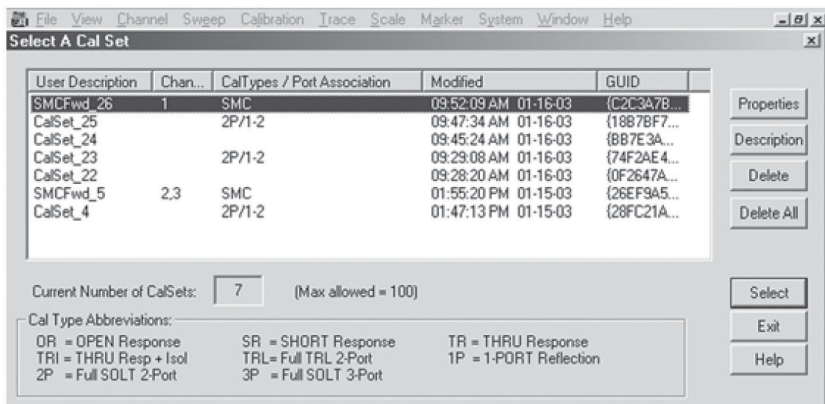 File View Channel Sweep Calibration Trace Scale Marker System Window Help
Select A Cal Set
User Description Chan... CalTypes / Port Association Modified GUID
SMCFwd_26 1 SMC 09:52:09 AM 01-16-03 {C2C3A7B...
CalSet_25 2P/1-2 09:47:34 AM 01-16-03 {18B7BF7...
CalSet_24 09:45:24 AM 01-16-03 {BB7E3A...
CalSet_23 2P/1-2 09:29:08 AM 01-16-03 {74F2AE4...
CalSet_22 09:28:20 AM 01-16-03 {0F2647A...
SMCFwd_5 2,3 SMC 01:55:20 PM 01-15-03 {26EF9A5...
CalSet_4 2P/1-2 01:47:13 PM 01-15-03 {28FC21A...
Properties
Description
Delete
Delete All
Current Number of CalSets: 7 (Max allowed = 100)
Select
Exit
Help
Cal Type Abbreviations:
OR = OPEN Response SR = SHORT Response TR = THRU Response
TRI = THRU Resp + Isol TRL= Full TRL 2-Port 1P = 1-PORT Reflection
2P = Full SOLT 2-Port 3P = Full SOLT 3-Port